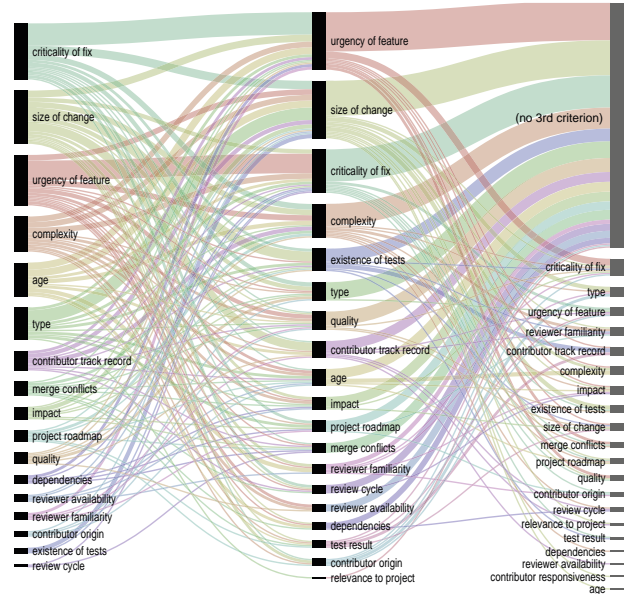 criticality of fix
size of change
urgency of feature
complexity
age
type
contributor track record
merge conflicts
impact
project roadmap
quality
dependencies
reviewer availability
reviewer familiarity
contributor origin
existence of tests
review cycle
urgency of feature
size of change
criticality of fix
complexity
existence of tests
type
quality
contributor track record
age
impact
project roadmap
merge conflicts
reviewer familiarity
review cycle
reviewer availability
dependencies
test result
contributor origin
relevance to project
(no 3rd criterion)
criticality of fix
type
urgency of feature
reviewer familiarity
contributor track record
complexity
impact
existence of tests
size of change
merge conflicts
project roadmap
quality
contributor origin
review cycle
relevance to project
test result
dependencies
reviewer availability
contributor responsiveness
age